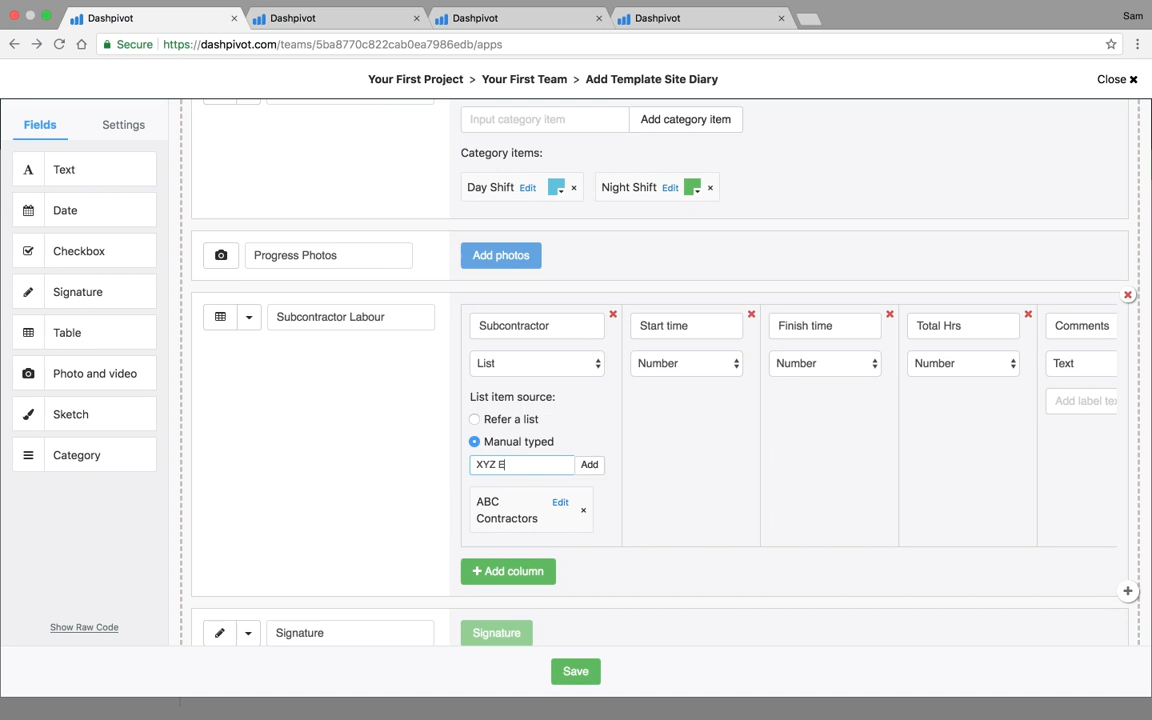 Dashpivot × Dashpivot × Dashpivot × Dashpivot × Sam
Secure https://dashpivot.com/teams/5ba8770c822cab0ea7986edb/apps
Your First Project > Your First Team > Add Template Site Diary Close ×
Fields Settings
Text
Date
Checkbox
Signature
Table
Photo and video
Sketch
Category
Show Raw Code
Input category item Add category item
Category items:
Day Shift Edit × Night Shift Edit ×
Progress Photos Add photos
Subcontractor Labour
Subcontractor Start time Finish time Total Hrs Comments
List Number Number Number Text
List item source:
Refer a list
Add label tex
Manual typed
XYZ E Add
ABC Contractors Edit ×
+ Add column
Signature Signature
Save